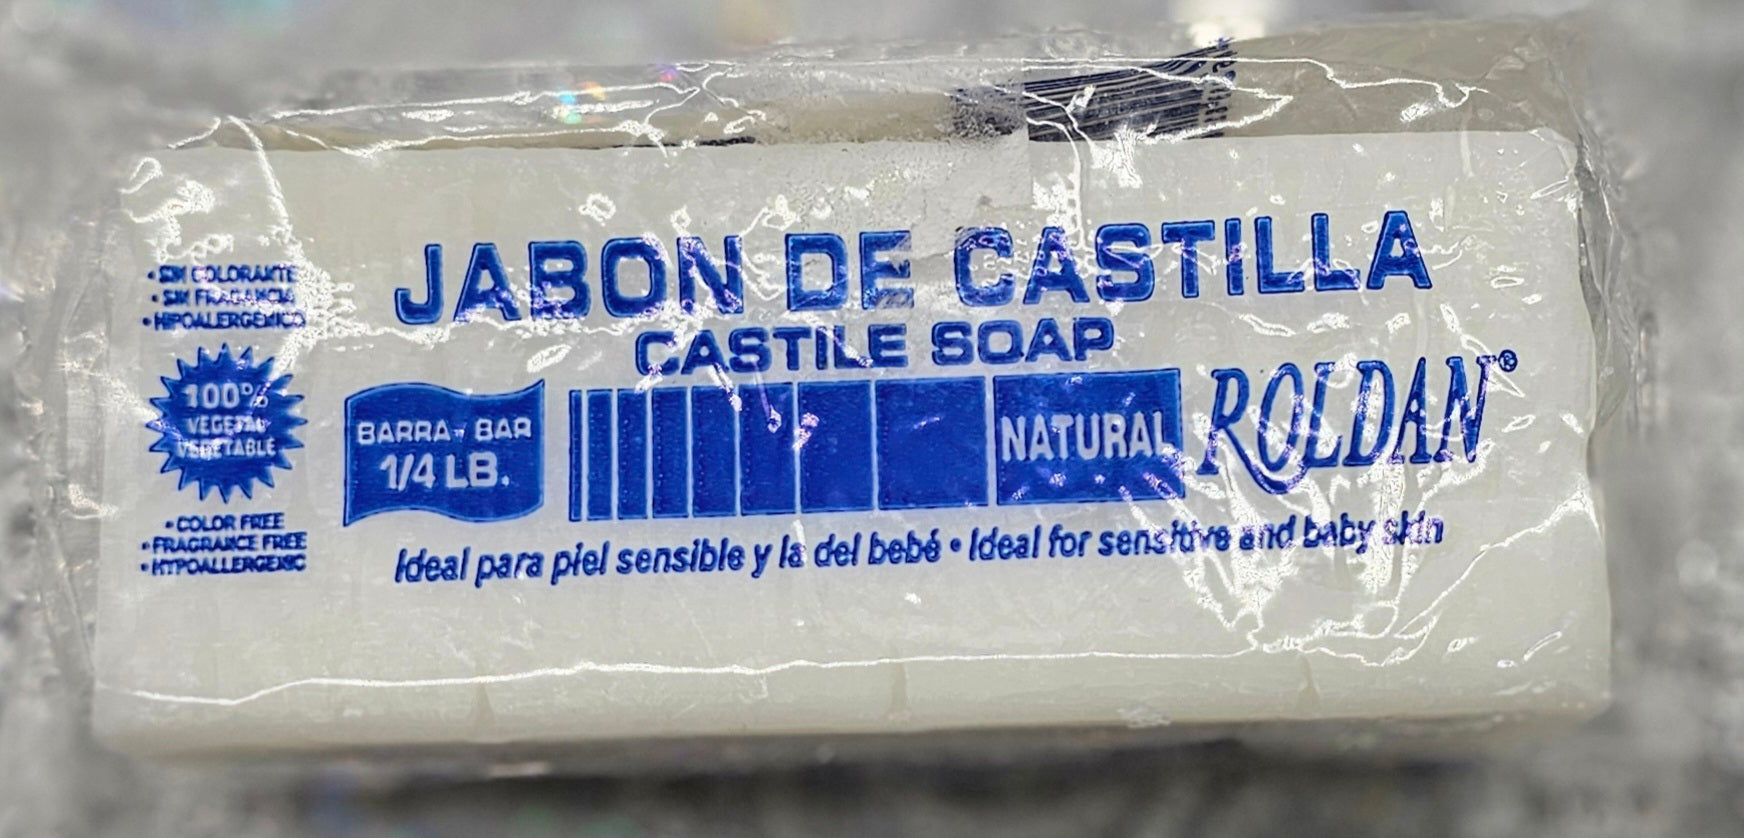 • SIN COLORANTE
• SIN FRAGANCIA
• HIPOALERGENICO
100%
VEGETAL
VEGETABLE
• COLOR FREE
• FRAGRANCE FREE
• HYPOALLERGENIC
JABON DE CASTILLA
CASTILE SOAP
BARRA - BAR
1/4 LB.
NATURAL
ROLDAN®
Ideal para piel sensible y la del bebé • Ideal for sensitive and baby skin